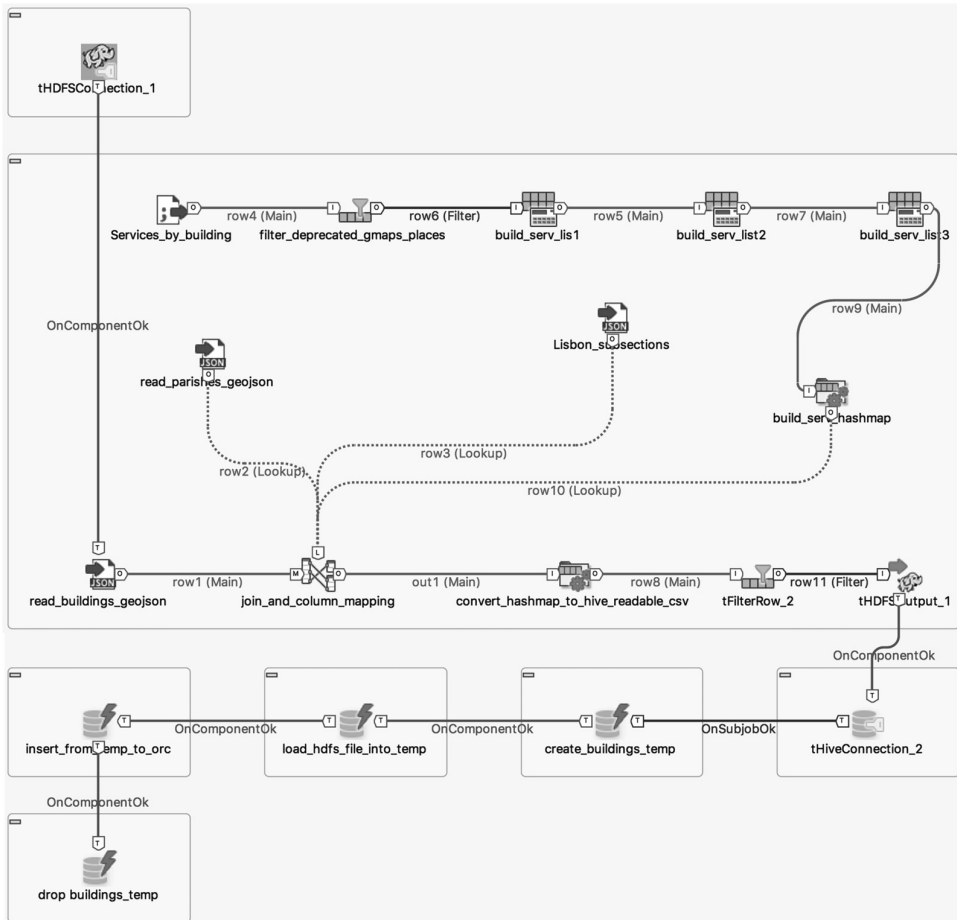 tHDFSConnection_1
row4 (Main)
row6 (Filter)
row5 (Main)
row7 (Main)
Services_by_building
filter_deprecated_gmaps_places
build_serv_lis1
build_serv_list2
build_serv_list3
row9 (Main)
OnComponentOk
Lisbon_subsections
read_parishes_geojson
build_serv_hashmap
row3 (Lookup)
row2 (Lookup)
row10 (Lookup)
row1 (Main)
out1 (Main)
row8 (Main)
row11 (Filter)
read_buildings_geojson
join_and_column_mapping
convert_hashmap_to_hive_readable_csv
tFilterRow_2
tHDFSOutput_1
OnComponentOk
OnComponentOk
OnComponentOk
OnSubjobOk
insert_from_temp_to_orc
load_hdfs_file_into_temp
create_buildings_temp
tHiveConnection_2
OnComponentOk
drop buildings_temp